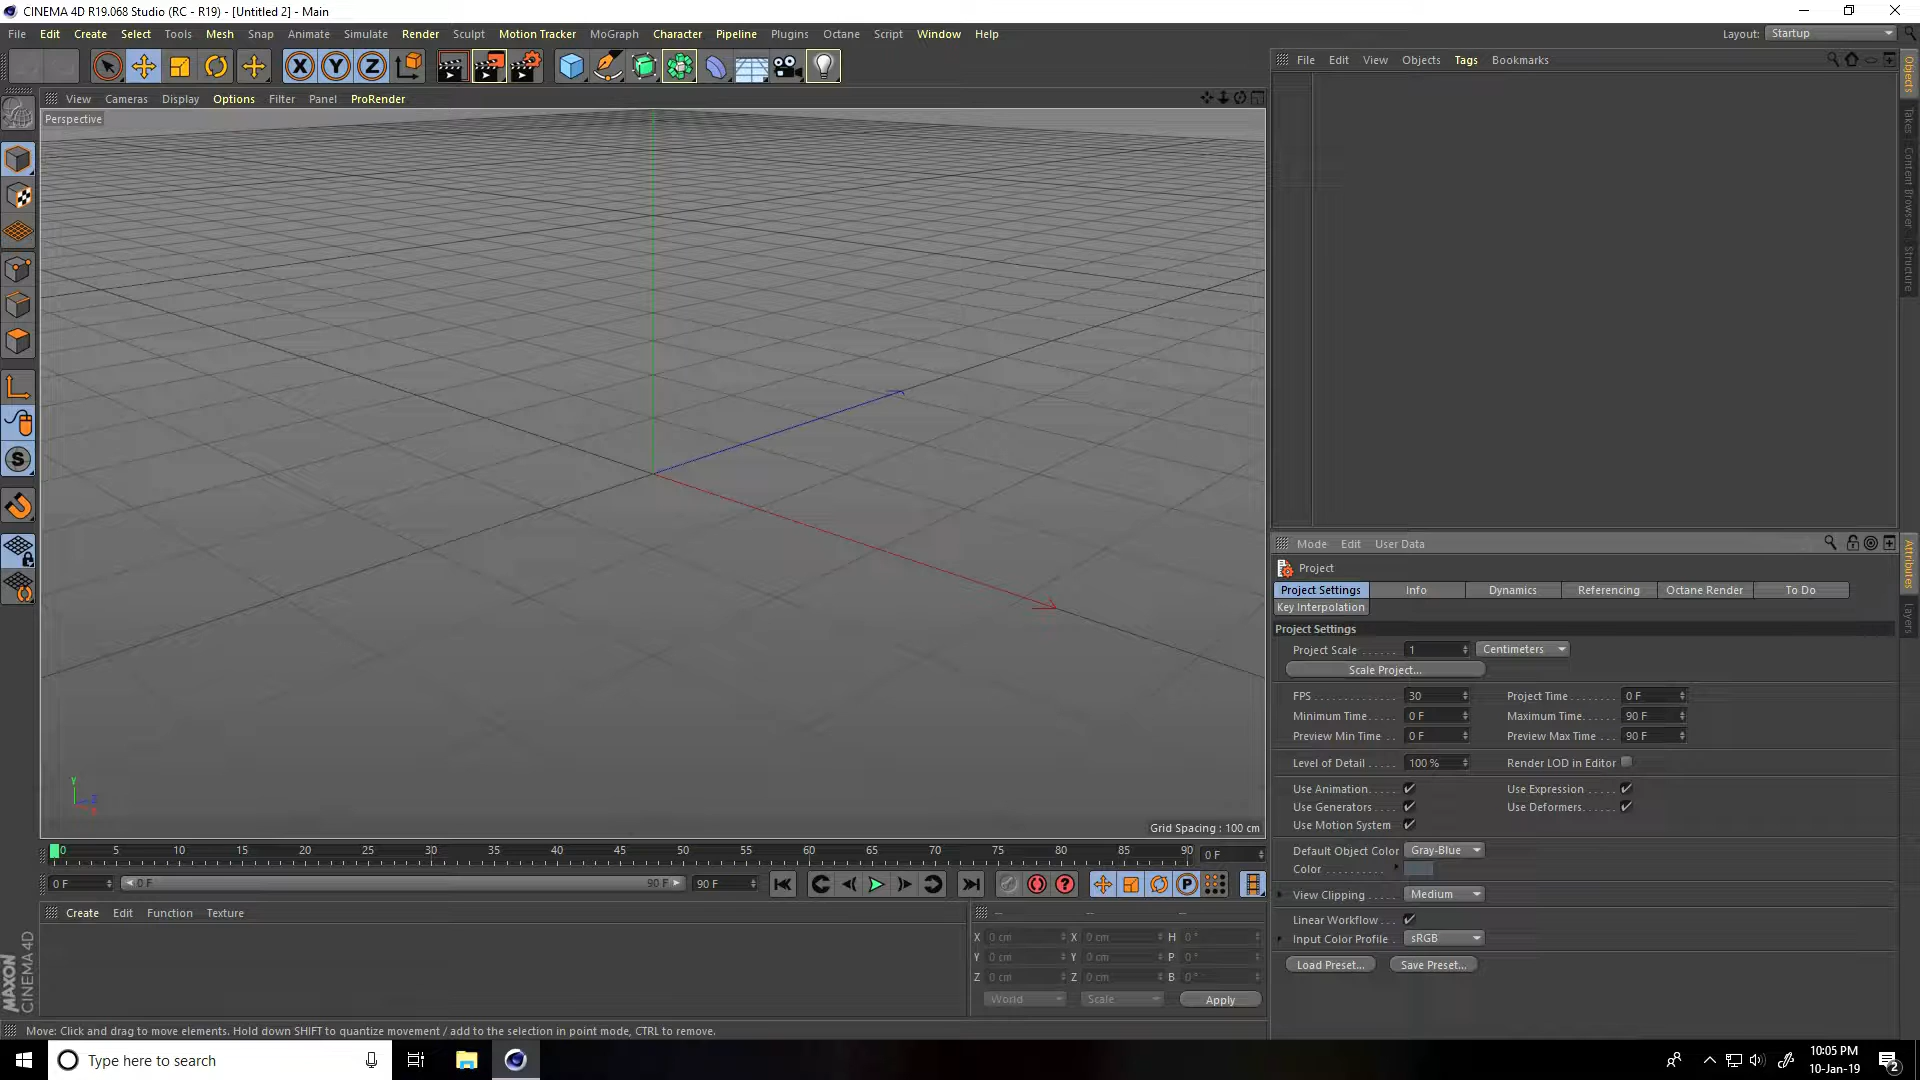 CINEMA 4D R19.068 Studio (RC - R19) - [Untitled 2] - Main
File Edit Create Select Tools Mesh Snap Animate Simulate Render Sculpt Motion Tracker MoGraph Character Pipeline Plugins Octane Script Window Help
Layout: Startup
X Y Z
File Edit View Objects Tags Bookmarks
Objects
Takes
Content Browser
Structure
View Cameras Display Options Filter Panel ProRender
Perspective
S
Y
Z
X
Grid Spacing : 100 cm
Mode Edit User Data
Attributes
Layers
Project
Project Settings Info Dynamics Referencing Octane Render To Do
Key Interpolation
Project Settings
Project Scale 1 Centimeters
Scale Project...
FPS 30 Project Time 0 F
Minimum Time 0 F Maximum Time 90 F
Preview Min Time 0 F Preview Max Time 90 F
Level of Detail 100 % Render LOD in Editor
Use Animation Use Expression
Use Generators Use Deformers
Use Motion System
Default Object Color Gray-Blue
Color
View Clipping Medium
Linear Workflow
Input Color Profile sRGB
Load Preset... Save Preset...
0 5 10 15 20 25 30 35 40 45 50 55 60 65 70 75 80 85 90 0 F
0 F 0 F 90 F 90 F ? P
Create Edit Function Texture
-- -- --
X 0 cm X 0 cm H 0 °
Y 0 cm Y 0 cm P 0 °
Z 0 cm Z 0 cm B 0 °
World Scale Apply
MAXON
CINEMA 4D
Move: Click and drag to move elements. Hold down SHIFT to quantize movement / add to the selection in point mode, CTRL to remove.
Type here to search
10:05 PM
10-Jan-19
2